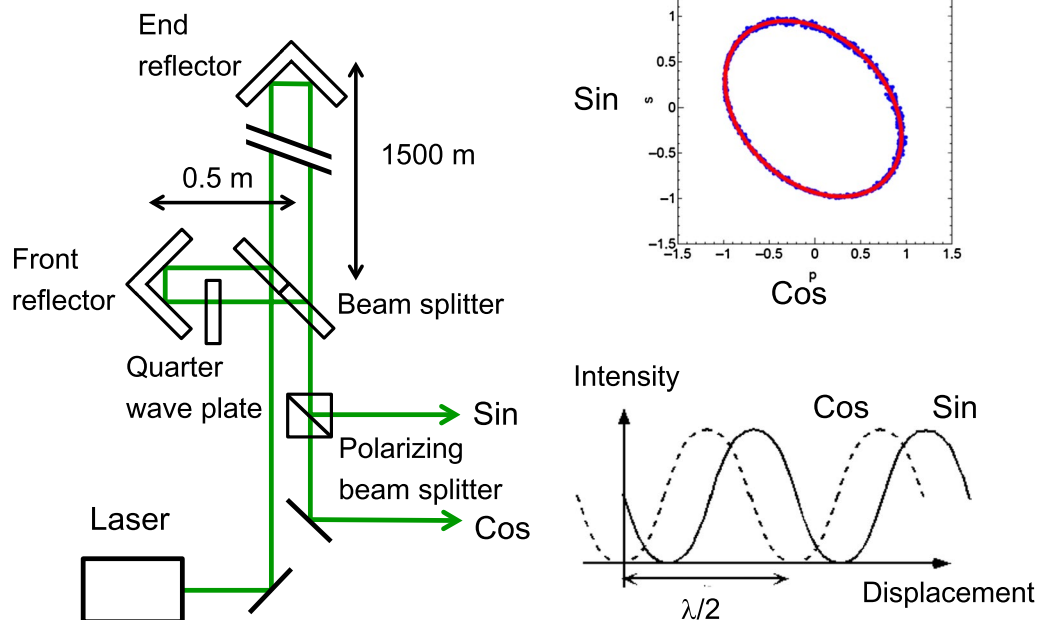 End
reflector
1500 m
0.5 m
Front
reflector
Beam splitter
Quarter
wave plate
Sin
Polarizing
beam splitter
Cos
Laser
1
0.5
0
−0.5
−1
−1.5
Sin
s
−1.5
−1
−0.5
0
0.5
1
1.5
p
Cos
Intensity
Cos
Sin
λ/2
Displacement